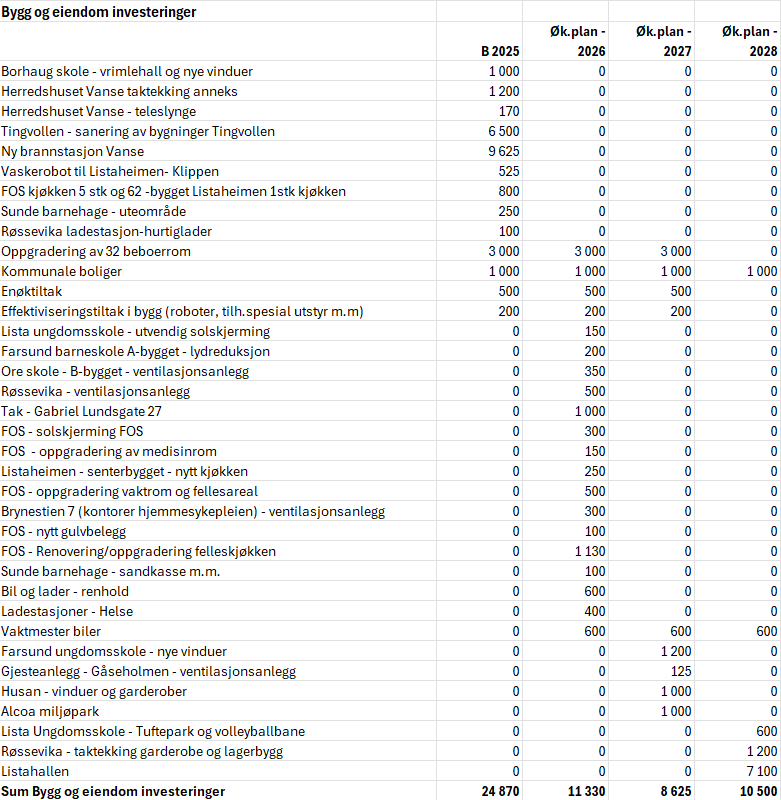 Bygg og eiendom investeringer
Øk.plan - Øk.plan - Øk.plan -
B 2025 2026 2027 2028
Borhaug skole - vrimlehall og nye vinduer 1 000 0 0 0
Herredshuset Vanse taktekking anneks 1 200 0 0 0
Herredshuset Vanse - teleslynge 170 0 0 0
Tingvollen - sanering av bygninger Tingvollen 6 500 0 0 0
Ny brannstasjon Vanse 9 625 0 0 0
Vaskerobot til Listaheimen- Klippen 525 0 0 0
FOS kjøkken 5 stk og 62 -bygget Listaheimen 1stk kjøkken 800 0 0 0
Sunde barnehage - uteområde 250 0 0 0
Røssevika ladestasjon-hurtiglader 100 0 0 0
Oppgradering av 32 beboerrom 3 000 3 000 3 000 0
Kommunale boliger 1 000 1 000 1 000 1 000
Enøktiltak 500 500 500 0
Effektiviseringstiltak i bygg (roboter, tilh.spesial utstyr m.m) 200 200 200 0
Lista ungdomsskole - utvendig solskjerming 0 150 0 0
Farsund barneskole A-bygget - lydreduksjon 0 200 0 0
Ore skole - B-bygget - ventilasjonsanlegg 0 350 0 0
Røssevika - ventilasjonsanlegg 0 500 0 0
Tak - Gabriel Lundsgate 27 0 1 000 0 0
FOS - solskjerming FOS 0 300 0 0
FOS  - oppgradering av medisinrom 0 150 0 0
Listaheimen - senterbygget - nytt kjøkken 0 250 0 0
FOS - oppgradering vaktrom og fellesareal 0 500 0 0
Brynestien 7 (kontorer hjemmesykepleien) - ventilasjonsanlegg 0 300 0 0
FOS - nytt gulvbelegg 0 100 0 0
FOS - Renovering/oppgradering felleskjøkken 0 1 130 0 0
Sunde barnehage - sandkasse m.m. 0 100 0 0
Bil og lader - renhold 0 600 0 0
Ladestasjoner - Helse 0 400 0 0
Vaktmester biler 0 600 600 600
Farsund ungdomsskole - nye vinduer 0 0 1 200 0
Gjesteanlegg - Gåseholmen - ventilasjonsanlegg 0 0 125 0
Husan - vinduer og garderober 0 0 1 000 0
Alcoa miljøpark 0 0 1 000 0
Lista Ungdomsskole - Tuftepark og volleyballbane 0 0 0 600
Røssevika - taktekking garderobe og lagerbygg 0 0 0 1 200
Listahallen 0 0 0 7 100
Sum Bygg og eiendom investeringer 24 870 11 330 8 625 10 500